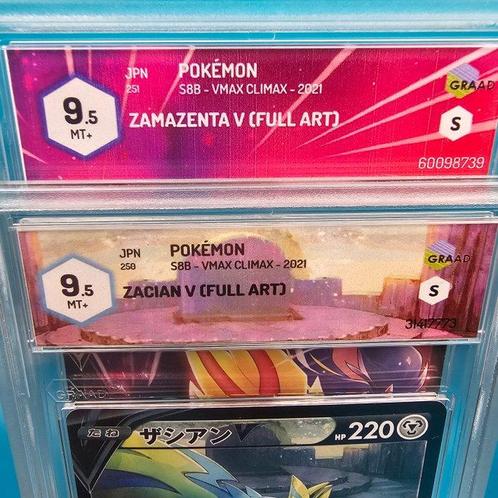 JPN POKÉMON
251 S8B - VMAX CLIMAX - 2021
9.5
MT+
ZAMAZENTA V (FULL ART)
GRAAD
S
60098739
JPN POKÉMON
250 S8B - VMAX CLIMAX - 2021
9.5
MT+
ZACIAN V (FULL ART)
GRAAD
S
31417773
GRAAD
たね ザシアンV HP 220